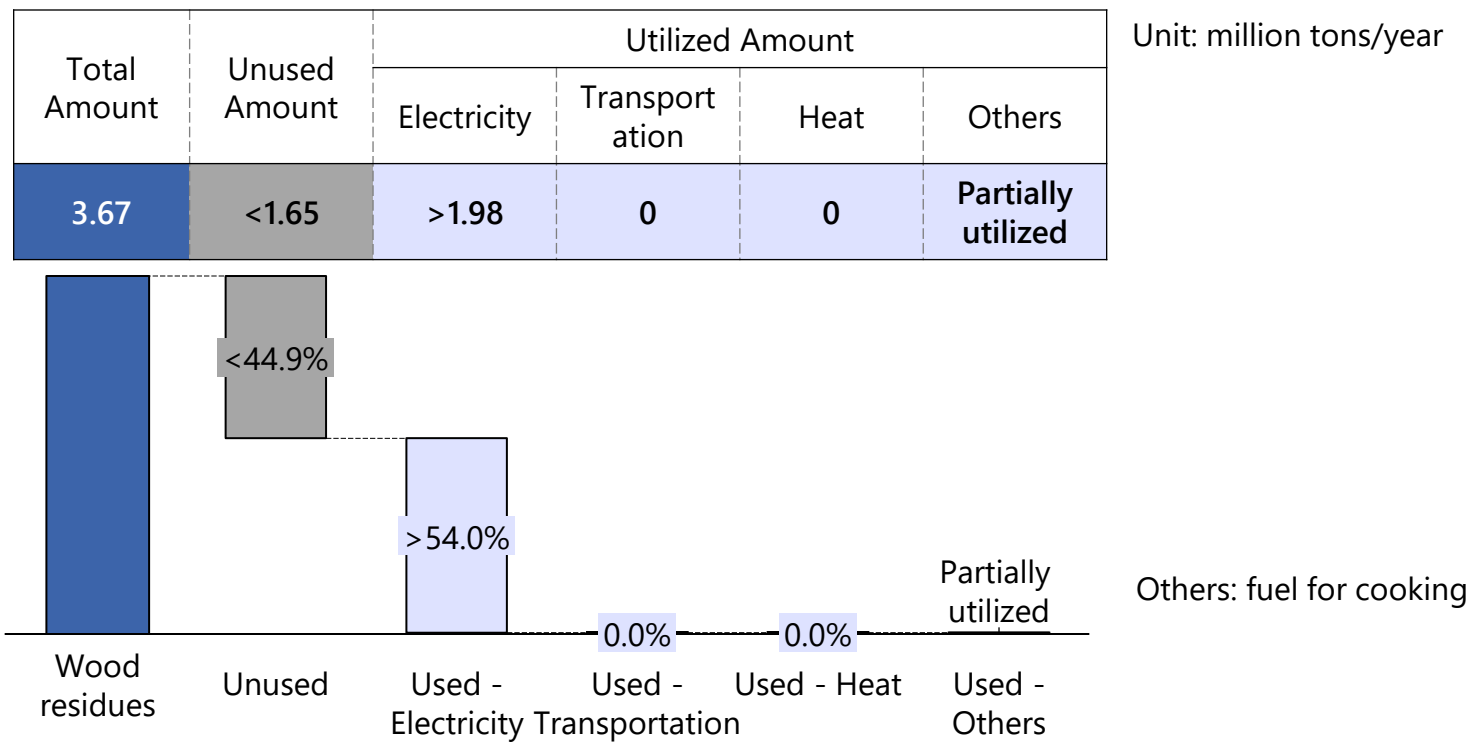 Total
Amount
Unused
Amount
Utilized Amount
Electricity
Transport
ation
Heat
Others
Unit: million tons/year
3.67
<1.65
>1.98
0
0
Partially
utilized
<44.9%
>54.0%
0.0%
0.0%
Partially
utilized
Others: fuel for cooking
Wood
residues
Unused
Used -
Electricity
Used -
Transportation
Used - Heat
Used -
Others